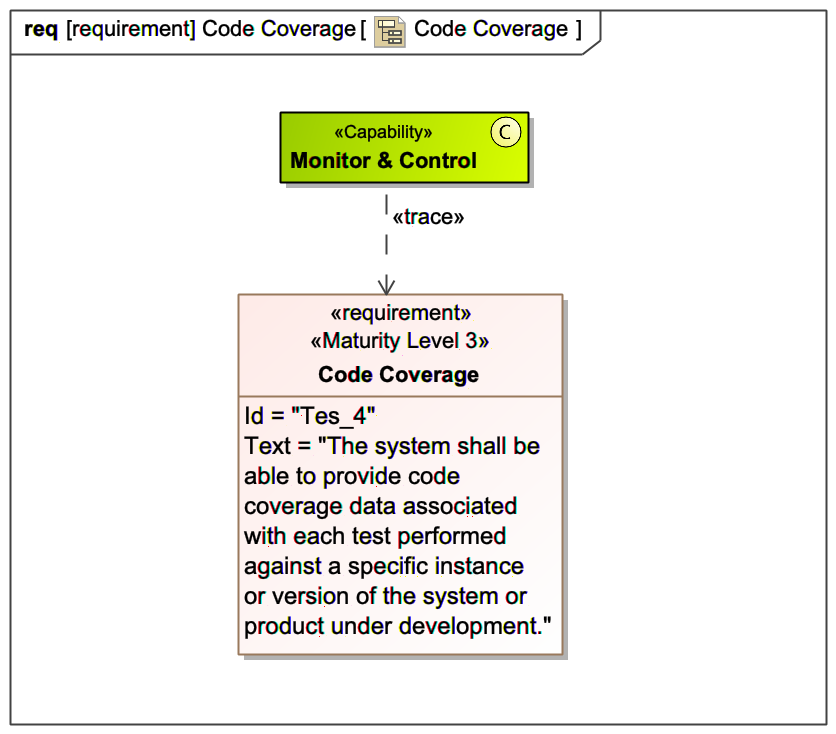 req [requirement] Code Coverage [ Code Coverage ]
«Capability»
C
Monitor & Control
«trace»
«requirement»
«Maturity Level 3»
Code Coverage
Id = "Tes_4"
Text = "The system shall be
able to provide code
coverage data associated
with each test performed
against a specific instance
or version of the system or
product under development."